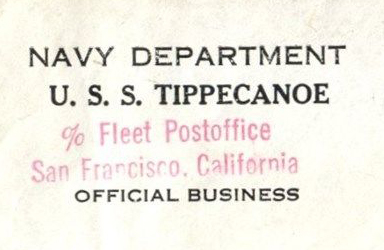 NAVY DEPARTMENT
U. S. S. TIPPECANOE
℅ Fleet Postoffice
San Francisco, California
OFFICIAL BUSINESS